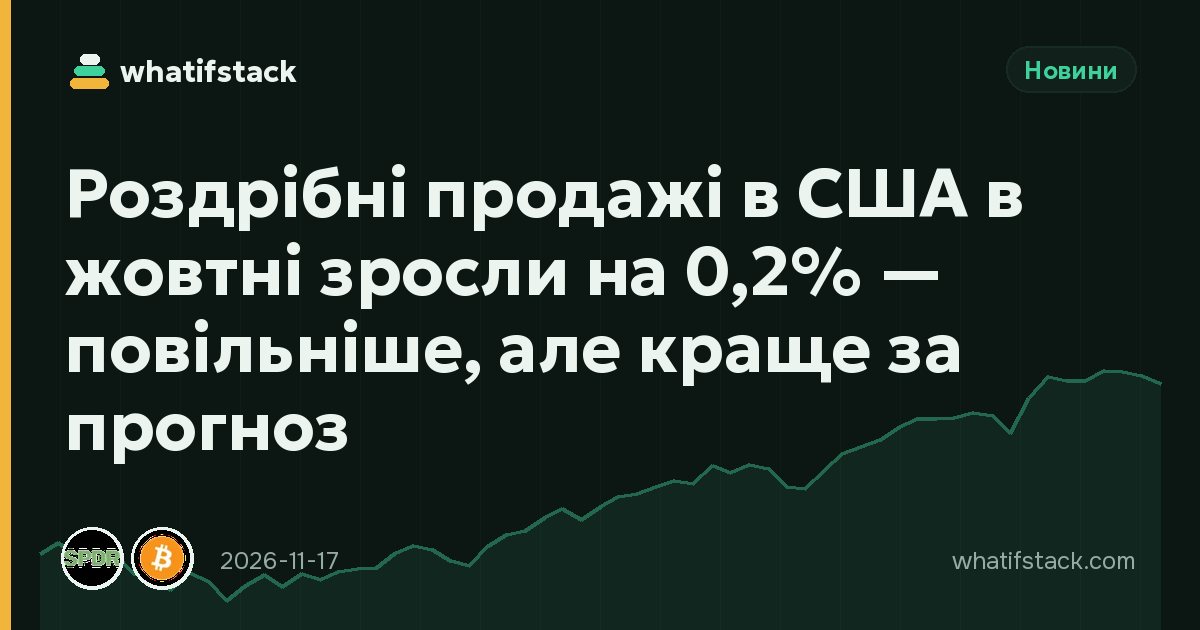 whatifstack
Новини
Роздрібні продажі в США в
жовтні зросли на 0,2% —
повільніше, але краще за
прогноз
SPDR
2026-11-17
whatifstack.com